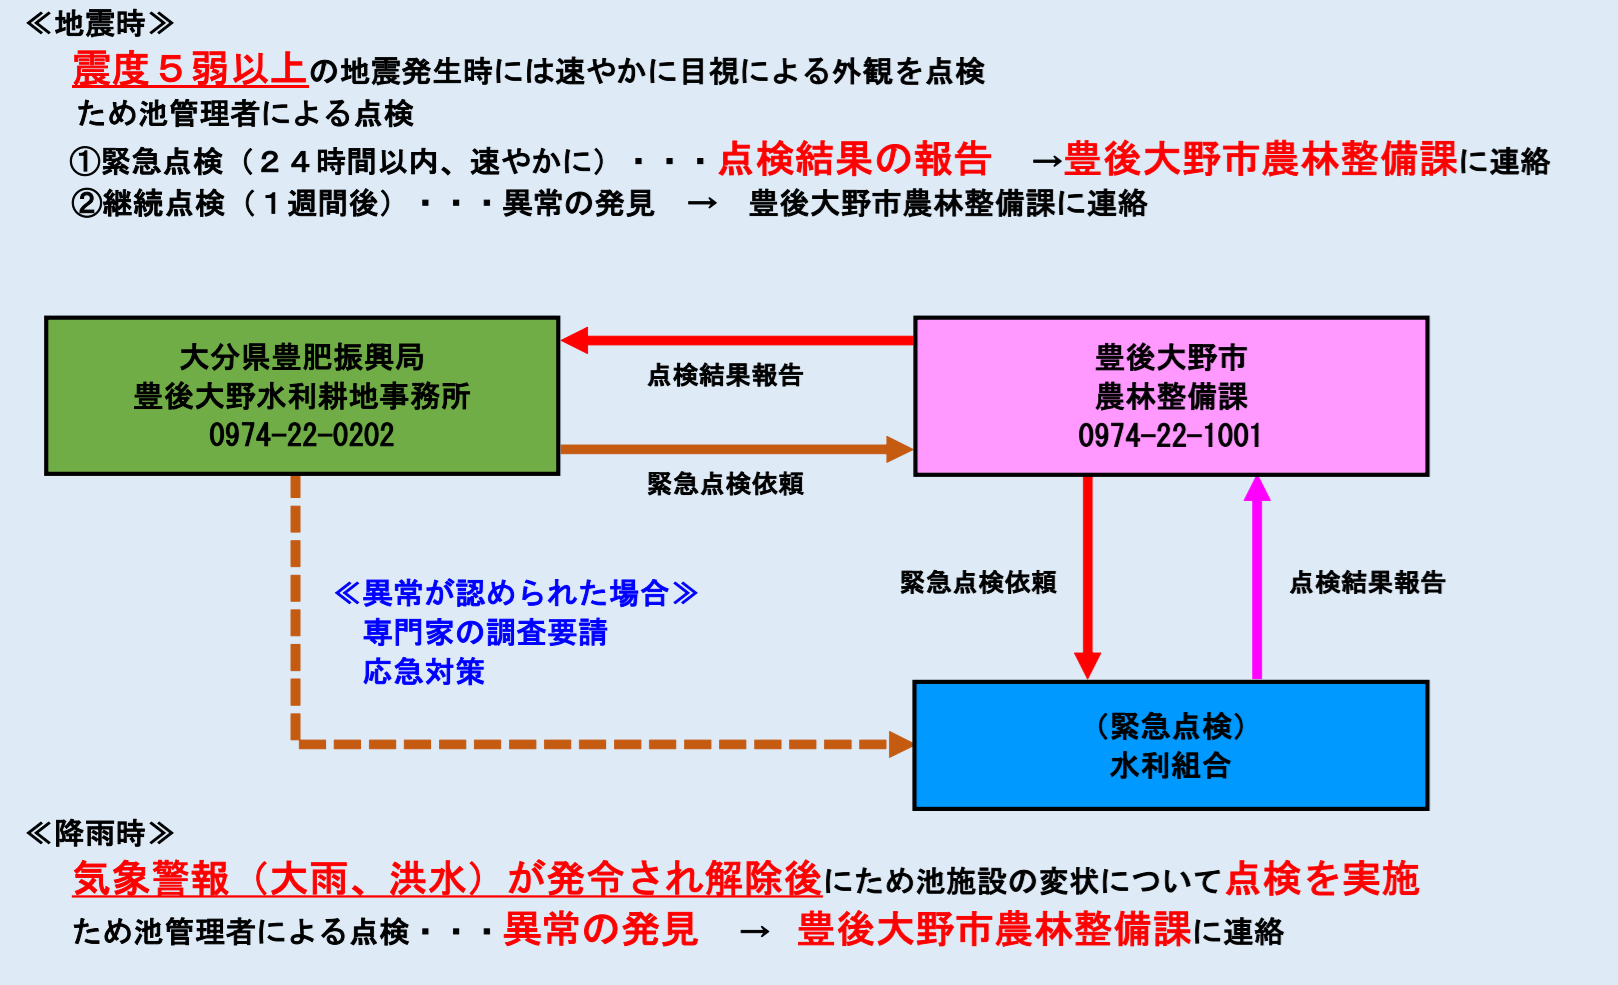 ≪地震時≫
震度５弱以上の地震発生時には速やかに目視による外観を点検
ため池管理者による点検
①緊急点検（２４時間以内、速やかに）・・・点検結果の報告　→豊後大野市農林整備課に連絡
②継続点検（１週間後）・・・異常の発見　→　豊後大野市農林整備課に連絡
大分県豊肥振興局
豊後大野水利耕地事務所
0974-22-0202
点検結果報告
緊急点検依頼
豊後大野市
農林整備課
0974-22-1001
≪異常が認められた場合≫
専門家の調査要請
応急対策
緊急点検依頼
点検結果報告
（緊急点検）
水利組合
≪降雨時≫
気象警報（大雨、洪水）が発令され解除後にため池施設の変状について点検を実施
ため池管理者による点検・・・異常の発見　→　豊後大野市農林整備課に連絡